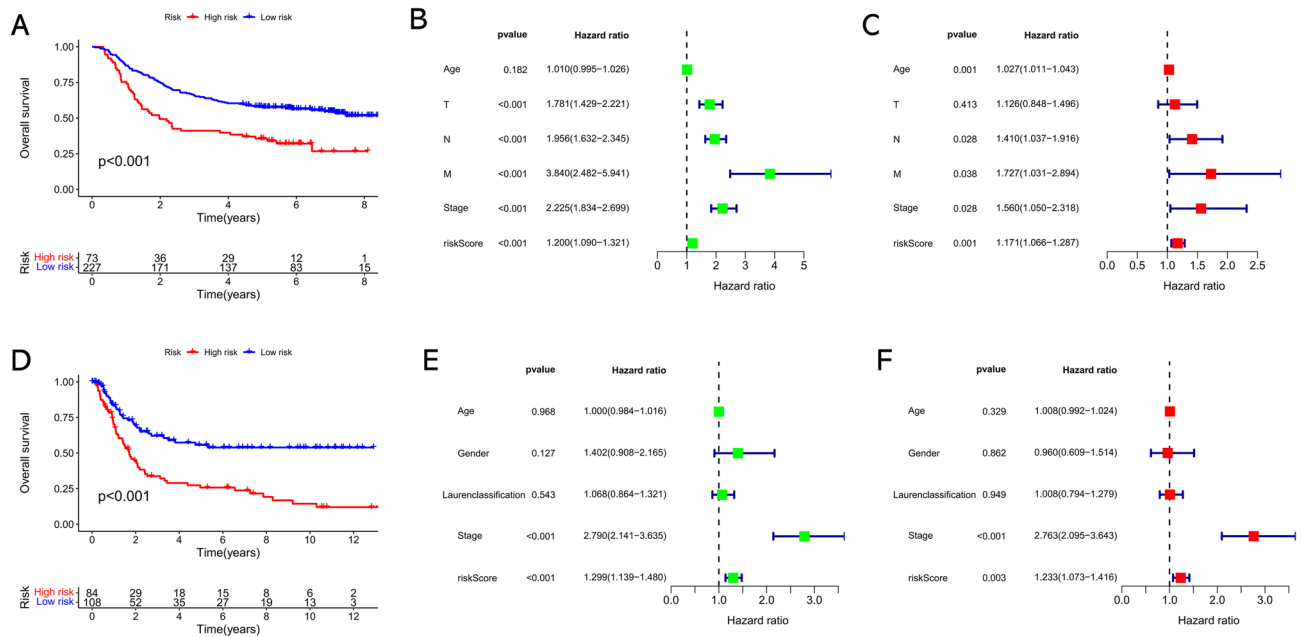 A
Risk High risk Low risk
Overall survival
1.00
0.75
0.50
0.25
0.00
p<0.001
0 2 4 6 8
Time(years)
Risk
High risk 73 36 29 12 1
Low risk 227 171 137 83 15
0 2 4 6 8
Time(years)
B
pvalue Hazard ratio
Age 0.182 1.010(0.995−1.026)
T <0.001 1.781(1.429−2.221)
N <0.001 1.956(1.632−2.345)
M <0.001 3.840(2.482−5.941)
Stage <0.001 2.225(1.834−2.699)
riskScore <0.001 1.200(1.090−1.321)
0 1 2 3 4 5
Hazard ratio
C
pvalue Hazard ratio
Age 0.001 1.027(1.011−1.043)
T 0.413 1.126(0.848−1.496)
N 0.028 1.410(1.037−1.916)
M 0.038 1.727(1.031−2.894)
Stage 0.028 1.560(1.050−2.318)
riskScore 0.001 1.171(1.066−1.287)
0.0 0.5 1.0 1.5 2.0 2.5
Hazard ratio
D
Risk High risk Low risk
Overall survival
1.00
0.75
0.50
0.25
0.00
p<0.001
0 2 4 6 8 10 12
Time(years)
Risk
High risk 84 29 18 15 8 6 2
Low risk 108 52 35 27 19 13 3
0 2 4 6 8 10 12
Time(years)
E
pvalue Hazard ratio
Age 0.968 1.000(0.984−1.016)
Gender 0.127 1.402(0.908−2.165)
Laurenclassification 0.543 1.068(0.864−1.321)
Stage <0.001 2.790(2.141−3.635)
riskScore <0.001 1.299(1.139−1.480)
0.0 1.0 2.0 3.0
Hazard ratio
F
pvalue Hazard ratio
Age 0.329 1.008(0.992−1.024)
Gender 0.862 0.960(0.609−1.514)
Laurenclassification 0.949 1.008(0.794−1.279)
Stage <0.001 2.763(2.095−3.643)
riskScore 0.003 1.233(1.073−1.416)
0.0 1.0 2.0 3.0
Hazard ratio